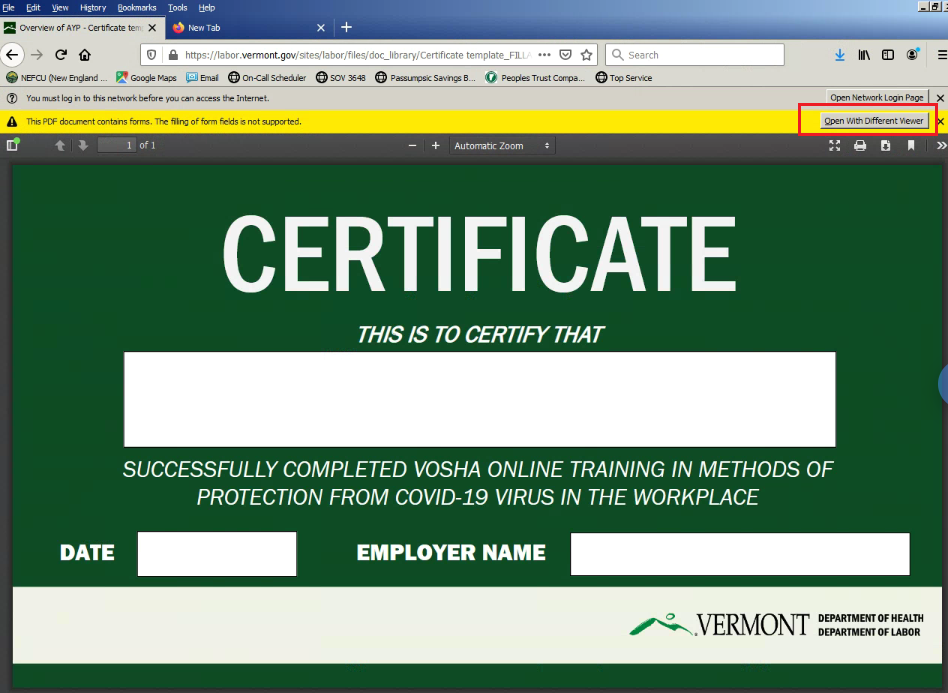 File Edit View History Bookmarks Tools Help
Overview of AYP - Certificate tem
New Tab
https://labor.vermont.gov/sites/labor/files/doc_library/Certificate template_FILLA
Search
NEFCU (New England ... Google Maps Email On-Call Scheduler SOV 3648 Passumpsic Savings B... Peoples Trust Compa... Top Service
You must log in to this network before you can access the Internet. Open Network Login Page
This PDF document contains forms. The filling of form fields is not supported. Open With Different Viewer
1 of 1 Automatic Zoom
CERTIFICATE
THIS IS TO CERTIFY THAT
SUCCESSFULLY COMPLETED VOSHA ONLINE TRAINING IN METHODS OF
PROTECTION FROM COVID-19 VIRUS IN THE WORKPLACE
DATE EMPLOYER NAME
VERMONT DEPARTMENT OF HEALTH
DEPARTMENT OF LABOR